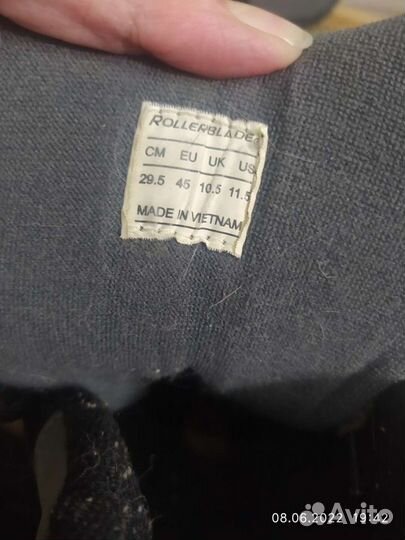 ROLLERBLADE
CM EU UK US
29.5 45 10.5 11.5
MADE IN VIETNAM
08.06.2022 19:42
Avito